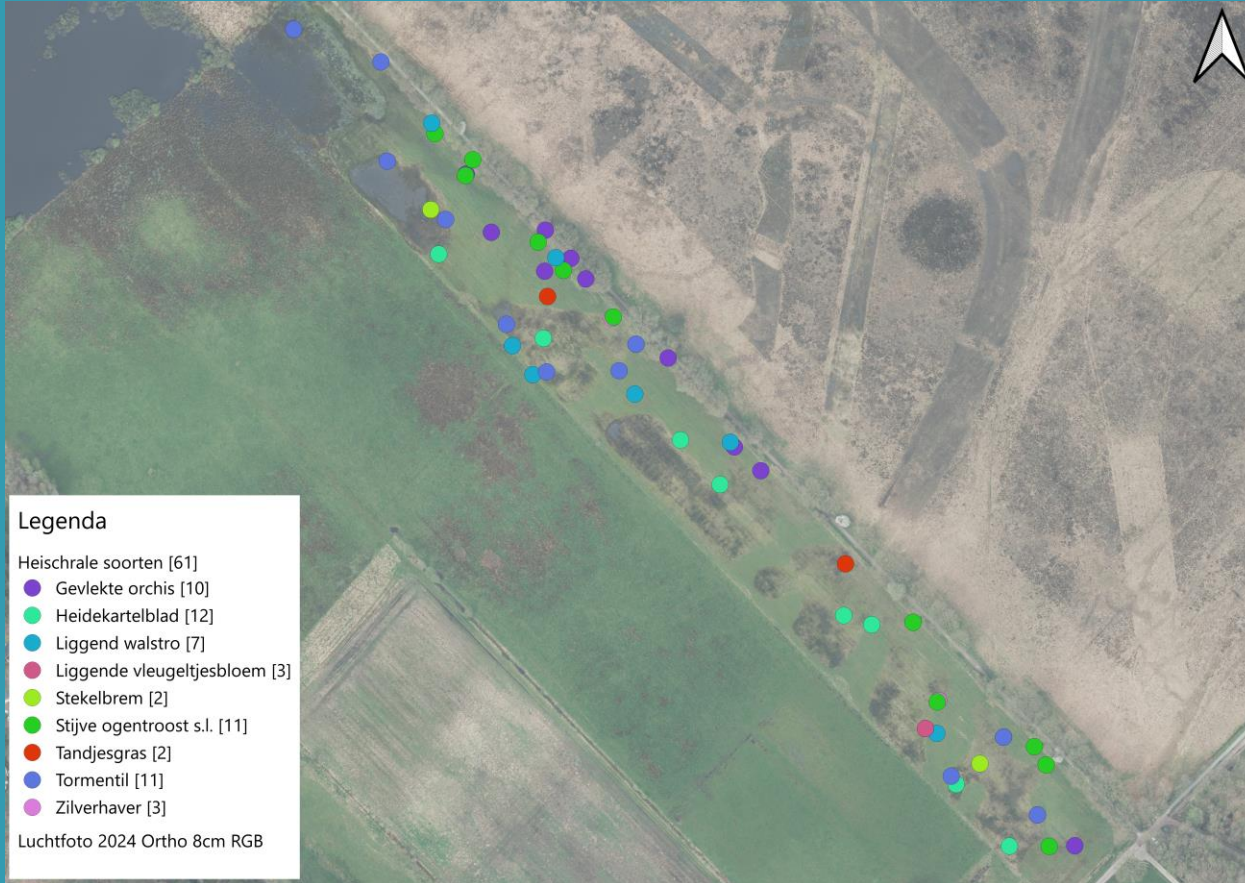 Legenda
Heischrale soorten [61]
Gevlekte orchis [10]
Heidekartelblad [12]
Liggend walstro [7]
Liggende vleugeltjesbloem [3]
Stekelbrem [2]
Stijve ogentroost s.l. [11]
Tandjesgras [2]
Tormentil [11]
Zilverhaver [3]
Luchtfoto 2024 Ortho 8cm RGB